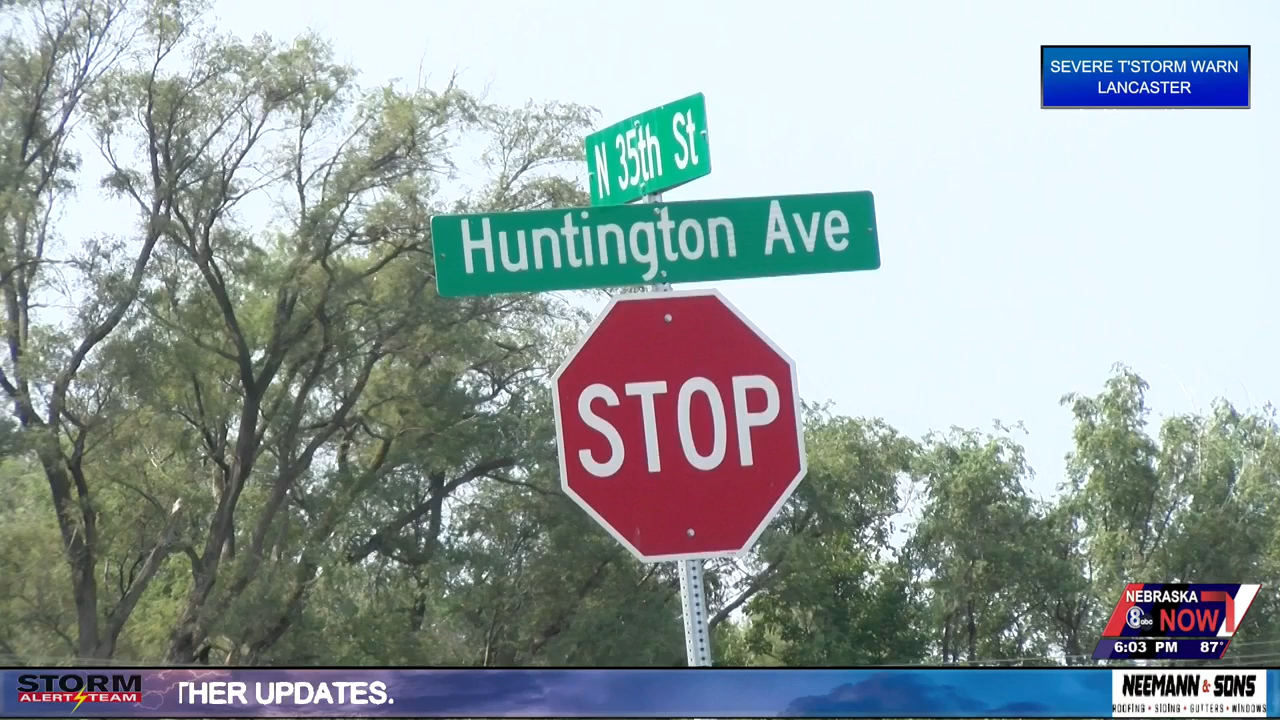 SEVERE T'STORM WARN
LANCASTER
N 35th St
Huntington Ave
STOP
NEBRASKA
8 abc NOW
6:03 PM 87°
STORM
ALERT TEAM
THER UPDATES.
NEEMANN & SONS
ROOFING • SIDING • GUTTERS • WINDOWS